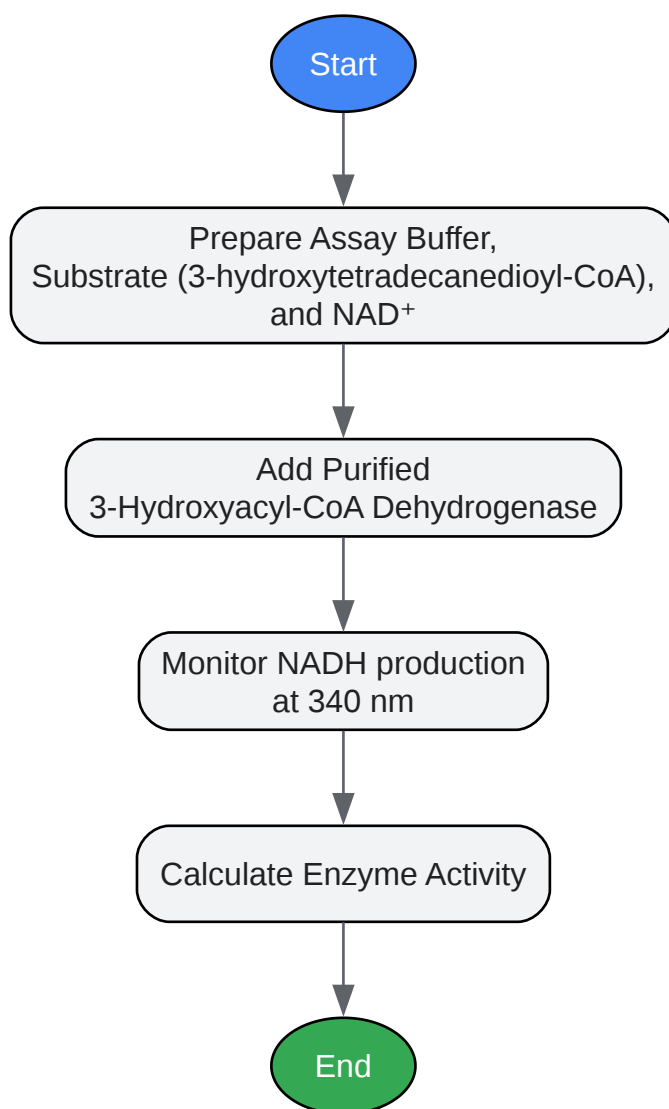 Start
Prepare Assay Buffer,
Substrate (3-hydroxytetradecanedioyl-CoA),
and NAD⁺
Add Purified
3-Hydroxyacyl-CoA Dehydrogenase
Monitor NADH production
at 340 nm
Calculate Enzyme Activity
End